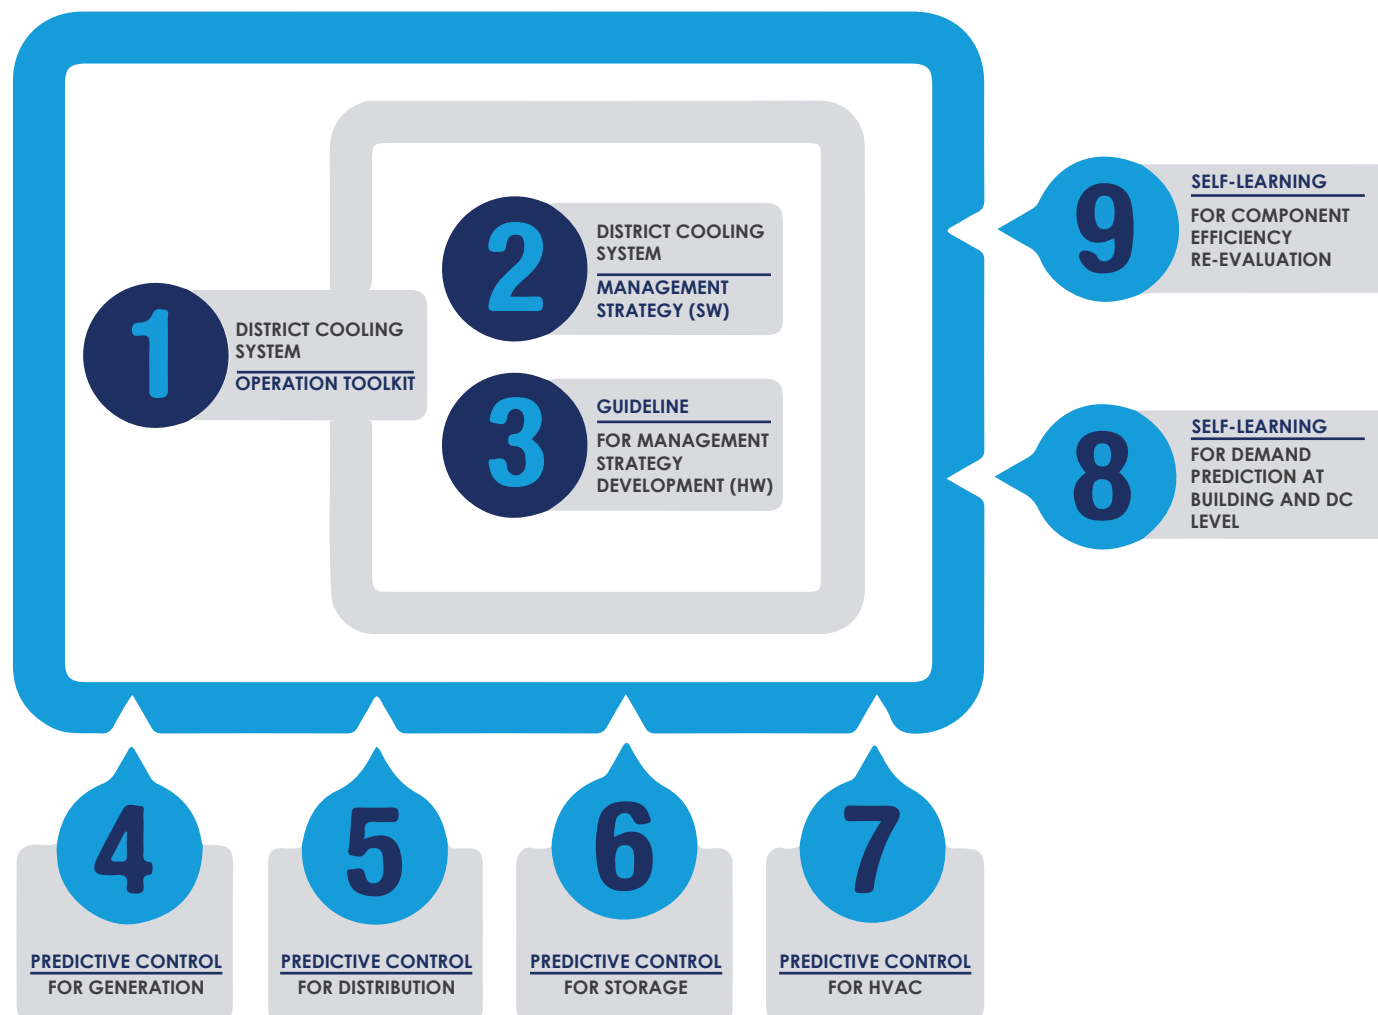 1
DISTRICT COOLING
SYSTEM
OPERATION TOOLKIT
2
DISTRICT COOLING
SYSTEM
MANAGEMENT
STRATEGY (SW)
3
GUIDELINE
FOR MANAGEMENT
STRATEGY
DEVELOPMENT (HW)
9
SELF-LEARNING
FOR COMPONENT
EFFICIENCY
RE-EVALUATION
8
SELF-LEARNING
FOR DEMAND
PREDICTION AT
BUILDING AND DC
LEVEL
4
PREDICTIVE CONTROL
FOR GENERATION
5
PREDICTIVE CONTROL
FOR DISTRIBUTION
6
PREDICTIVE CONTROL
FOR STORAGE
7
PREDICTIVE CONTROL
FOR HVAC